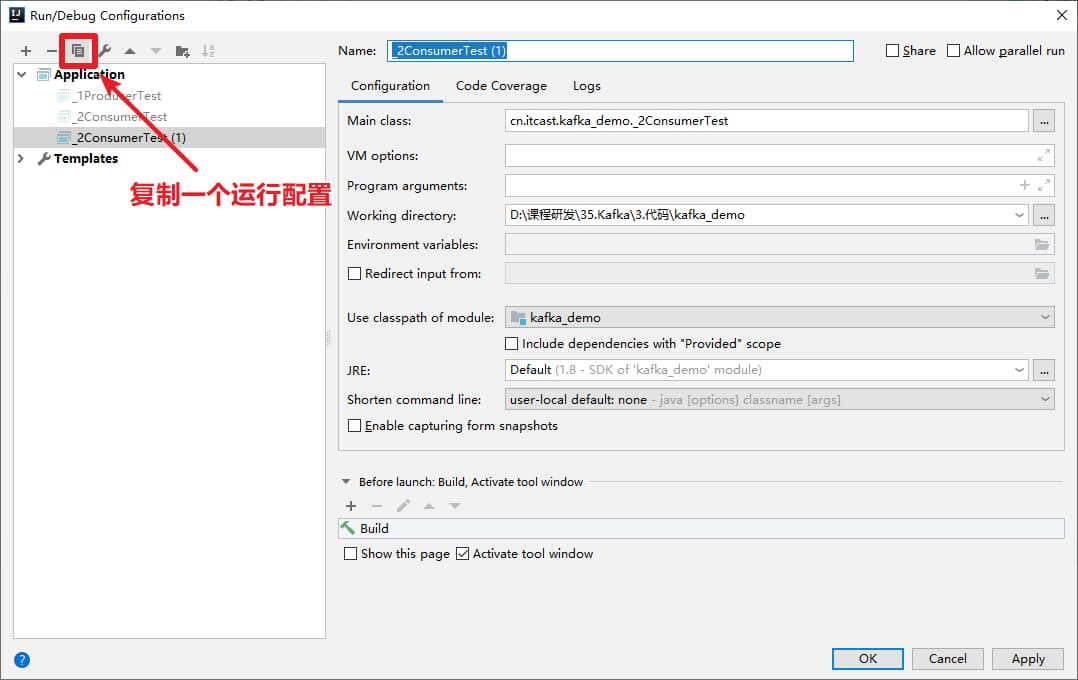 Run/Debug Configurations
Name: _2ConsumerTest (1) Share Allow parallel run
Application
_1ProducerTest
_2ConsumerTest
_2ConsumerTest (1)
Templates
复制一个运行配置
Configuration Code Coverage Logs
Main class: cn.itcast.kafka_demo._2ConsumerTest ...
VM options:
Program arguments:
Working directory: D:\课程研发\35.Kafka\3.代码\kafka_demo ...
Environment variables:
Redirect input from:
Use classpath of module: kafka_demo
Include dependencies with "Provided" scope
JRE: Default (1.8 - SDK of 'kafka_demo' module) ...
Shorten command line: user-local default: none - java [options] classname [args]
Enable capturing form snapshots
Before launch: Build, Activate tool window
Build
Show this page Activate tool window
? OK Cancel Apply